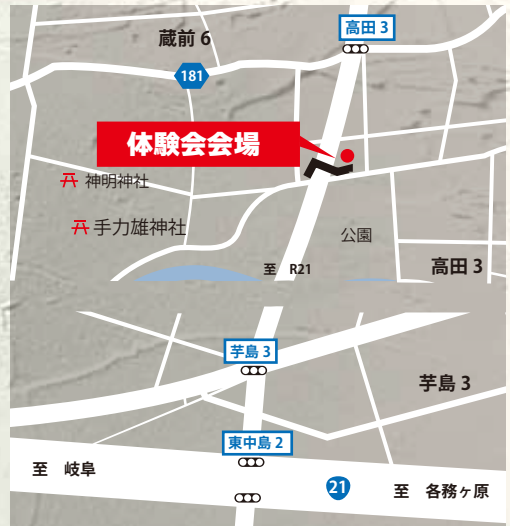 高田 3
蔵前 6
181
体験会会場
神明神社
手力雄神社
公園
至 R21
高田 3
芋島 3
芋島 3
東中島 2
至 岐阜
21
至 各務ヶ原